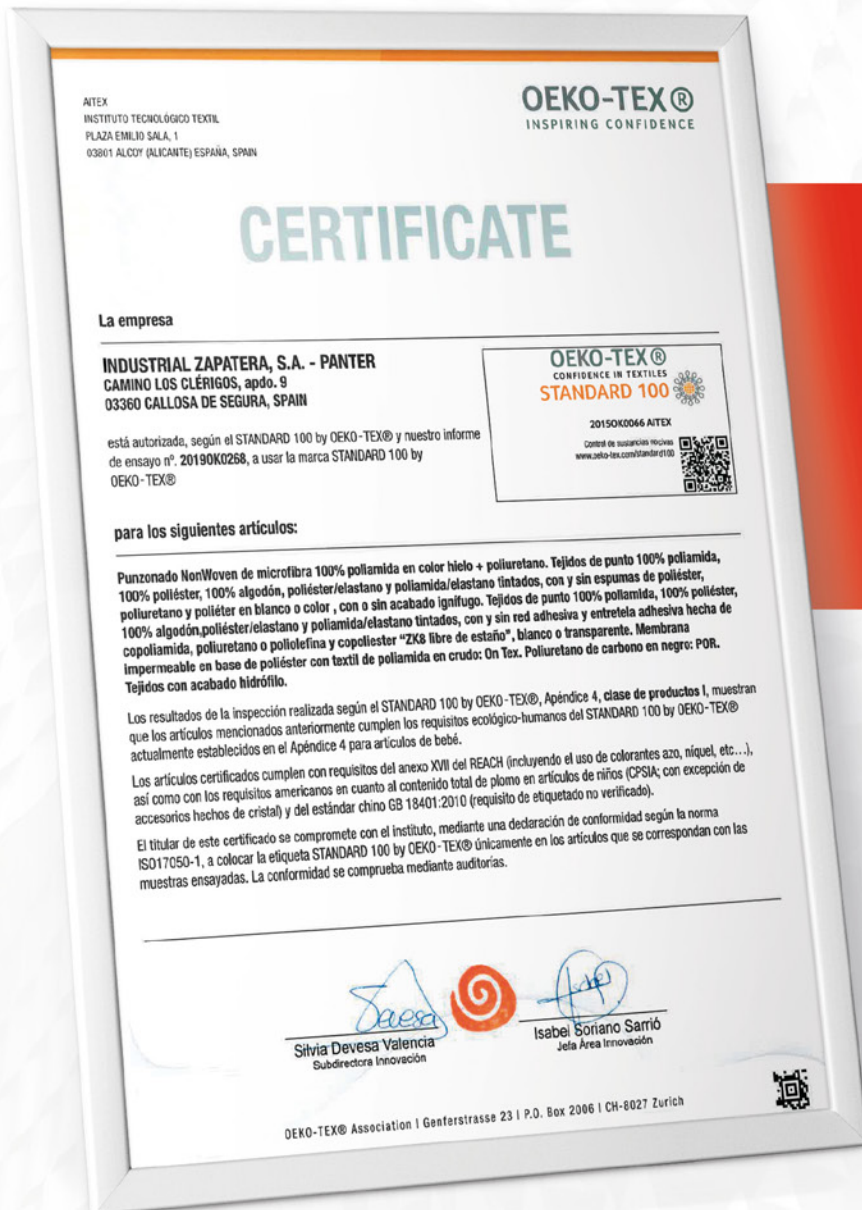 AITEX
INSTITUTO TECNOLÓGICO TEXTIL
PLAZA EMILIO SALA, 1
03801 ALCOY (ALICANTE) ESPAÑA, SPAIN
OEKO-TEX®
INSPIRING CONFIDENCE
CERTIFICATE
La empresa
INDUSTRIAL ZAPATERA, S.A. - PANTER
CAMINO LOS CLÉRIGOS, apdo. 9
03360 CALLOSA DE SEGURA, SPAIN
está autorizada, según el STANDARD 100 by OEKO-TEX® y nuestro informe
de ensayo nº. 2019OK0268, a usar la marca STANDARD 100 by
OEKO-TEX®
OEKO-TEX®
CONFIDENCE IN TEXTILES
STANDARD 100
2015OK0066 AITEX
Control de sustancias nocivas
www.oeko-tex.com/standard100
para los siguientes artículos:
Punzonado NonWoven de microfibra 100% poliamida en color hielo + poliuretano. Tejidos de punto 100% poliamida,
100% poliéster, 100% algodón, poliéster/elastano y poliamida/elastano tintados, con y sin espumas de poliéster,
poliuretano y poliéter en blanco o color , con o sin acabado ignífugo. Tejidos de punto 100% poliamida, 100% poliéster,
100% algodón,poliéster/elastano y poliamida/elastano tintados, con y sin red adhesiva y entretela adhesiva hecha de
copoliamida, poliuretano o poliolefina y copoliester "ZK8 libre de estaño", blanco o transparente. Membrana
impermeable en base de poliéster con textil de poliamida en crudo: On Tex. Poliuretano de carbono en negro: POR.
Tejidos con acabado hidrófilo.
Los resultados de la inspección realizada según el STANDARD 100 by OEKO-TEX®, Apéndice 4, clase de productos I, muestran
que los artículos mencionados anteriormente cumplen los requisitos ecológico-humanos del STANDARD 100 by OEKO-TEX®
actualmente establecidos en el Apéndice 4 para artículos de bebé.
Los artículos certificados cumplen con requisitos del anexo XVII del REACH (incluyendo el uso de colorantes azo, níquel, etc…),
así como con los requisitos americanos en cuanto al contenido total de plomo en artículos de niños (CPSIA; con excepción de
accesorios hechos de cristal) y del estándar chino GB 18401:2010 (requisito de etiquetado no verificado).
El titular de este certificado se compromete con el instituto, mediante una declaración de conformidad según la norma
ISO17050-1, a colocar la etiqueta STANDARD 100 by OEKO-TEX® únicamente en los artículos que se correspondan con las
muestras ensayadas. La conformidad se comprueba mediante auditorías.
Silvia Devesa Valencia
Subdirectora Innovación
Isabel Soriano Sarrió
Jefa Área Innovación
OEKO-TEX® Association | Genferstrasse 23 | P.O. Box 2006 | CH-8027 Zurich